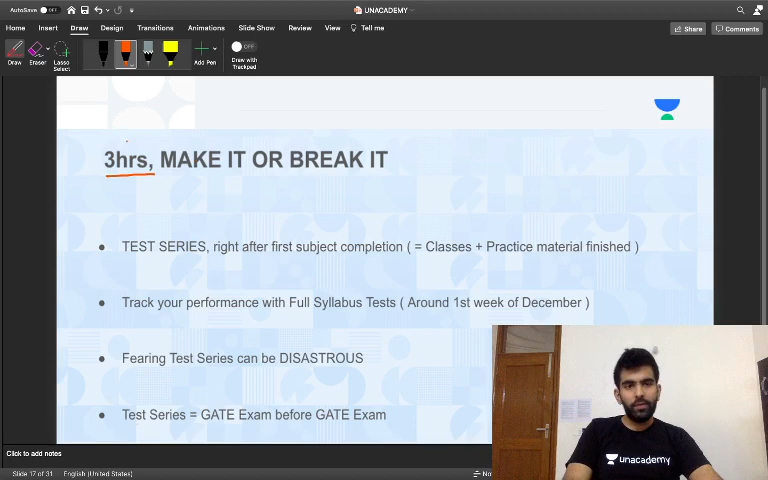 AutoSave OFF
UNACADEMY
Home Insert Draw Design Transitions Animations Slide Show Review View Tell me
Share Comments
Draw Eraser Lasso Select Add Pen OFF Draw with Trackpad
3hrs, MAKE IT OR BREAK IT
TEST SERIES, right after first subject completion ( = Classes + Practice material finished )
Track your performance with Full Syllabus Tests ( Around 1st week of December )
Fearing Test Series can be DISASTROUS
Test Series = GATE Exam before GATE Exam
unacademy
Click to add notes
Slide 17 of 31 English (United States)